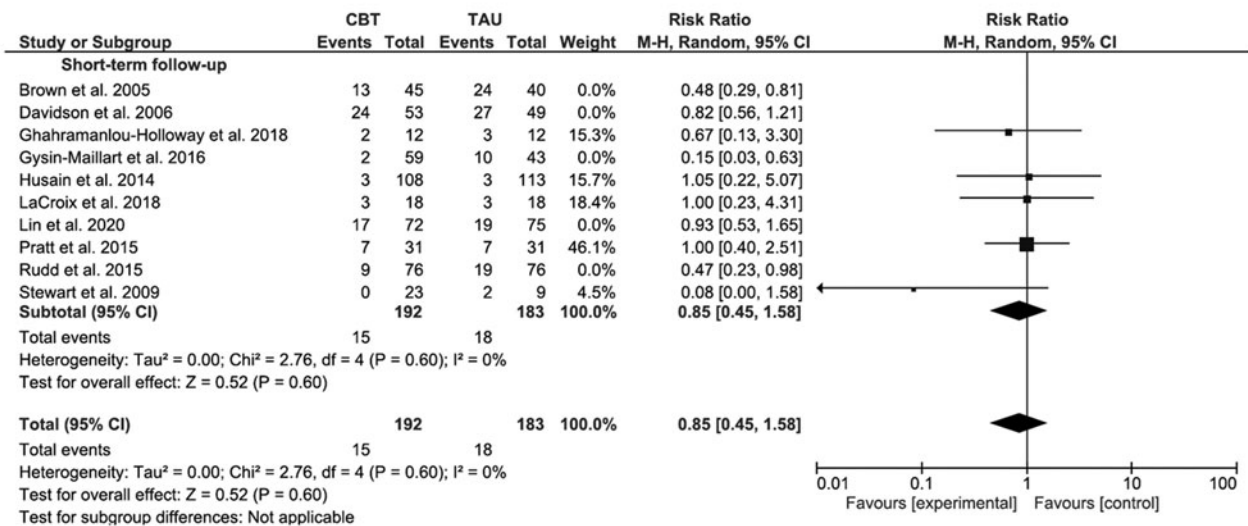 CBT TAU Risk Ratio Risk Ratio
Study or Subgroup Events Total Events Total Weight M-H, Random, 95% CI M-H, Random, 95% CI
Short-term follow-up
Brown et al. 2005 13 45 24 40 0.0% 0.48 [0.29, 0.81]
Davidson et al. 2006 24 53 27 49 0.0% 0.82 [0.56, 1.21]
Ghahramanlou-Holloway et al. 2018 2 12 3 12 15.3% 0.67 [0.13, 3.30]
Gysin-Maillart et al. 2016 2 59 10 43 0.0% 0.15 [0.03, 0.63]
Husain et al. 2014 3 108 3 113 15.7% 1.05 [0.22, 5.07]
LaCroix et al. 2018 3 18 3 18 18.4% 1.00 [0.23, 4.31]
Lin et al. 2020 17 72 19 75 0.0% 0.93 [0.53, 1.65]
Pratt et al. 2015 7 31 7 31 46.1% 1.00 [0.40, 2.51]
Rudd et al. 2015 9 76 19 76 0.0% 0.47 [0.23, 0.98]
Stewart et al. 2009 0 23 2 9 4.5% 0.08 [0.00, 1.58]
Subtotal (95% CI) 192 183 100.0% 0.85 [0.45, 1.58]
Total events 15 18
Heterogeneity: Tau² = 0.00; Chi² = 2.76, df = 4 (P = 0.60); I² = 0%
Test for overall effect: Z = 0.52 (P = 0.60)
Total (95% CI) 192 183 100.0% 0.85 [0.45, 1.58]
Total events 15 18
Heterogeneity: Tau² = 0.00; Chi² = 2.76, df = 4 (P = 0.60); I² = 0%
Test for overall effect: Z = 0.52 (P = 0.60)
Test for subgroup differences: Not applicable
0.01 0.1 1 10 100
Favours [experimental] Favours [control]